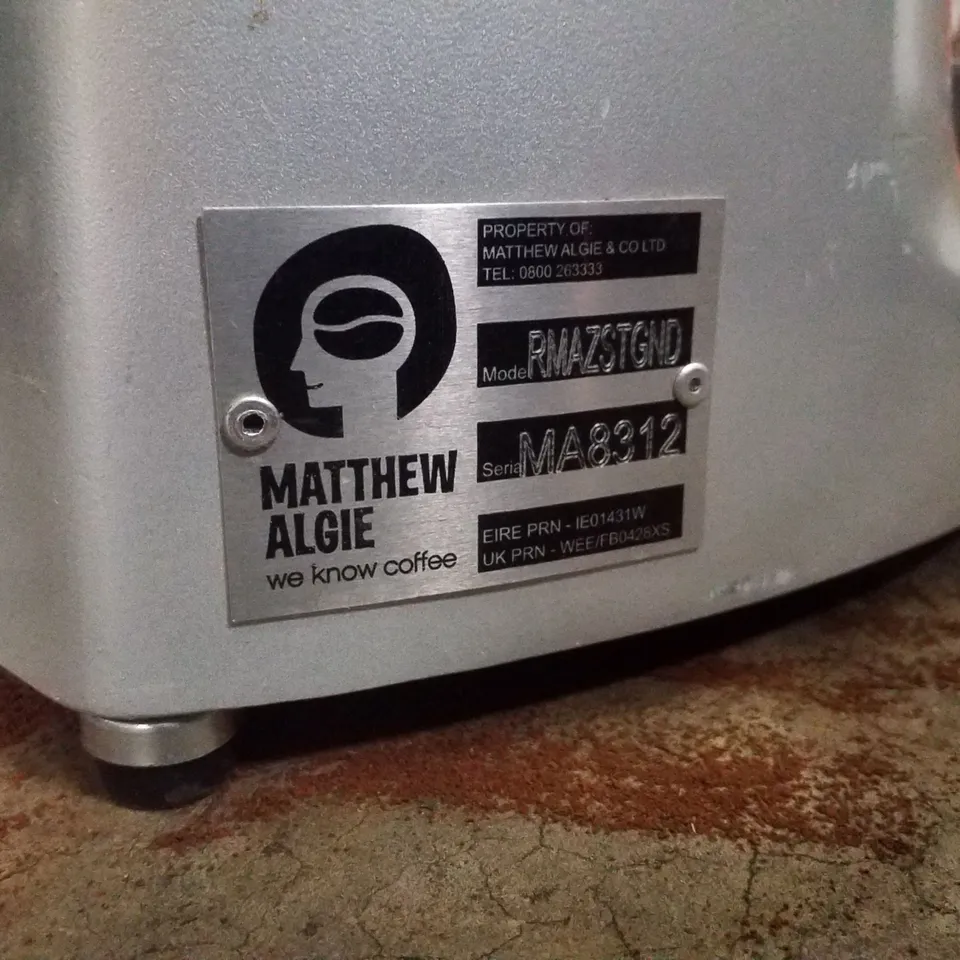 MATTHEW
ALGIE
we know coffee
PROPERTY OF:
MATTHEW ALGIE & CO LTD
TEL: 0800 263333
Model RMAZSTGND
Serial MA8312
EIRE PRN - IE01431W
UK PRN - WEE/FB0428XS